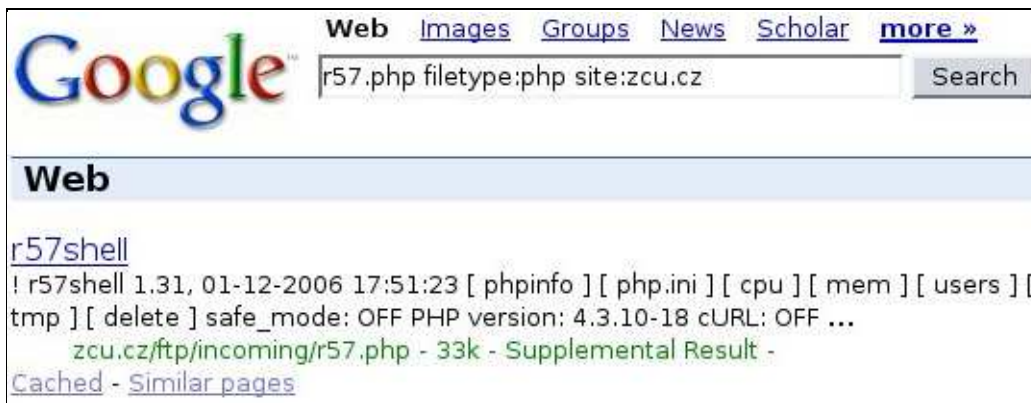 Google™
Web Images Groups News Scholar more »
r57.php filetype:php site:zcu.cz Search
Web
r57shell
! r57shell 1.31, 01-12-2006 17:51:23 [ phpinfo ] [ php.ini ] [ cpu ] [ mem ] [ users ] [
tmp ] [ delete ] safe_mode: OFF PHP version: 4.3.10-18 cURL: OFF ...
zcu.cz/ftp/incoming/r57.php - 33k - Supplemental Result -
Cached - Similar pages